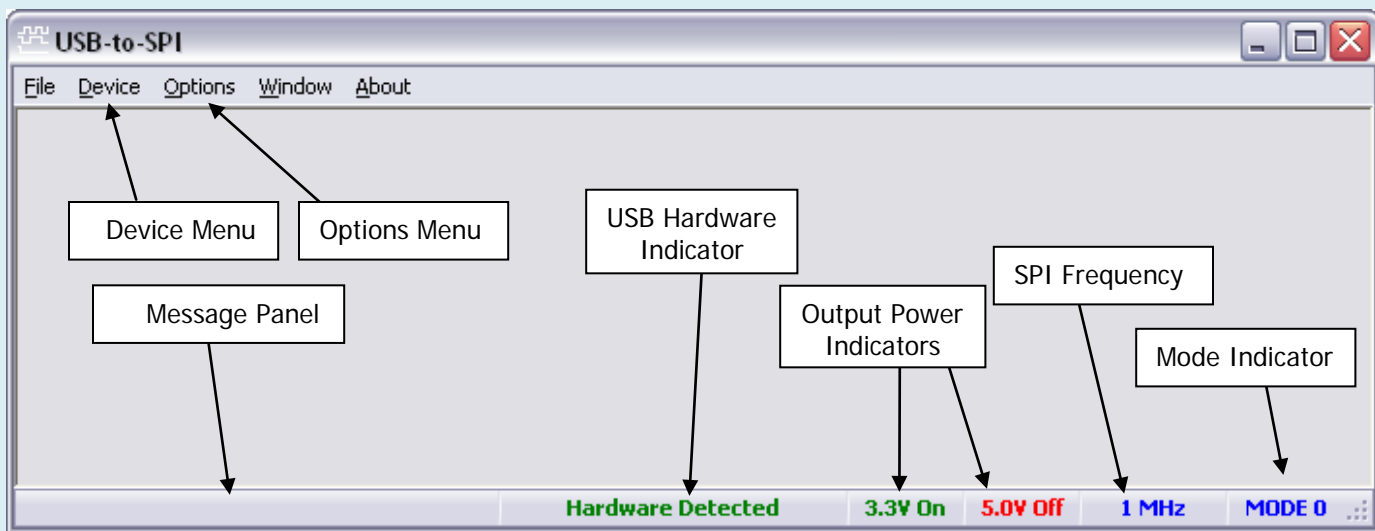 USB-to-SPI
File Device Options Window About
Device Menu
Options Menu
USB Hardware
Indicator
SPI Frequency
Message Panel
Output Power
Indicators
Mode Indicator
Hardware Detected 3.3V On 5.0V Off 1 MHz MODE 0